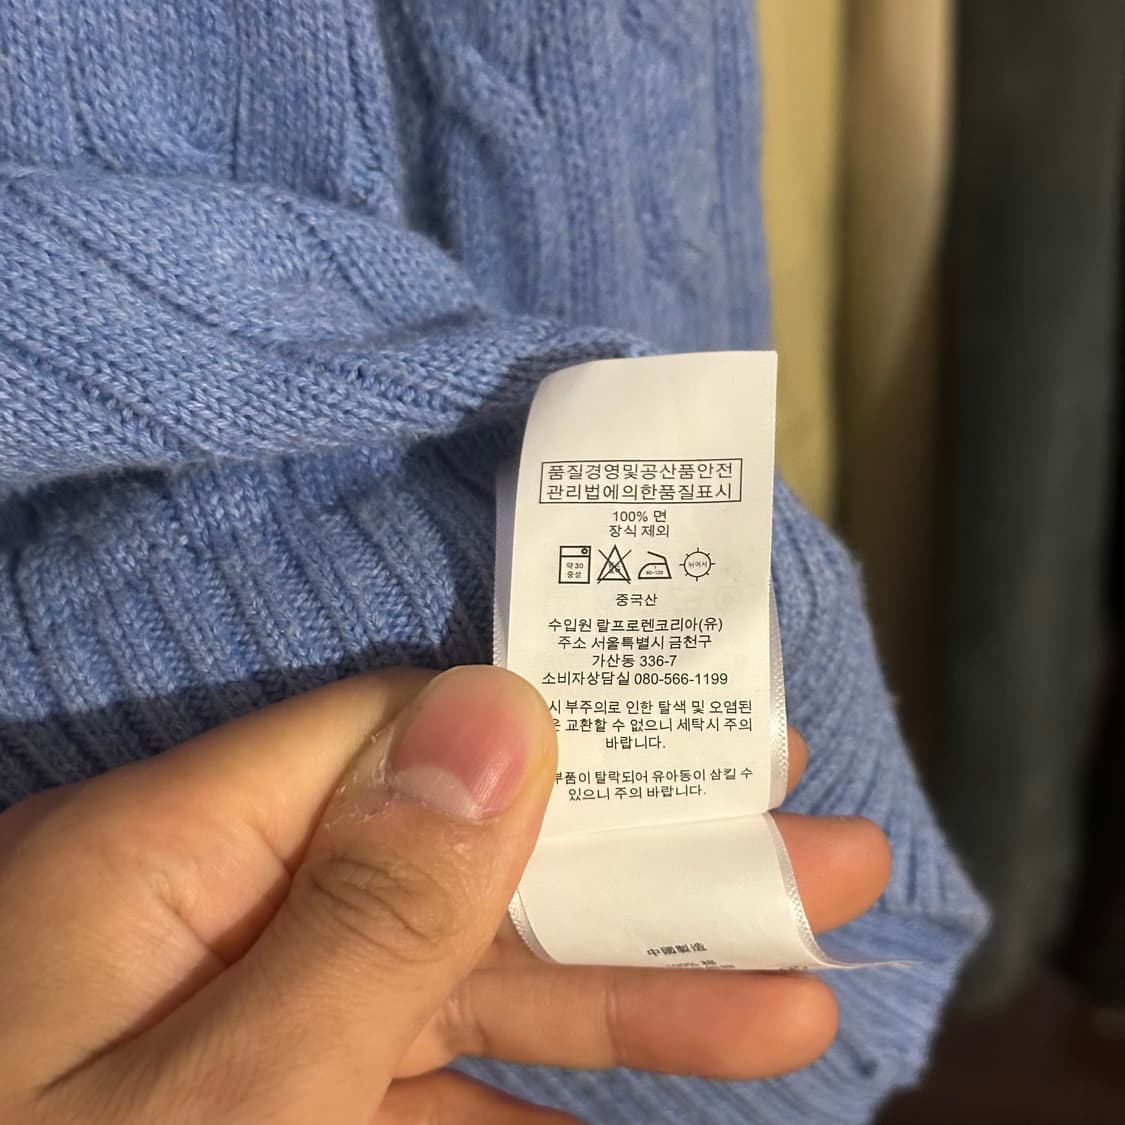 품질경영및공산품안전
관리법에의한품질표시
100% 면
장식 제외
약 30
중성
80~120
뉘어서
중국산
수입원 랄프로렌코리아(유)
주소 서울특별시 금천구
가산동 336-7
소비자상담실 080-566-1199
시 부주의로 인한 탈색 및 오염된
은 교환할 수 없으니 세탁시 주의
바랍니다.
부품이 탈락되어 유아동이 삼킬 수
있으니 주의 바랍니다.
中國製造
100% 棉